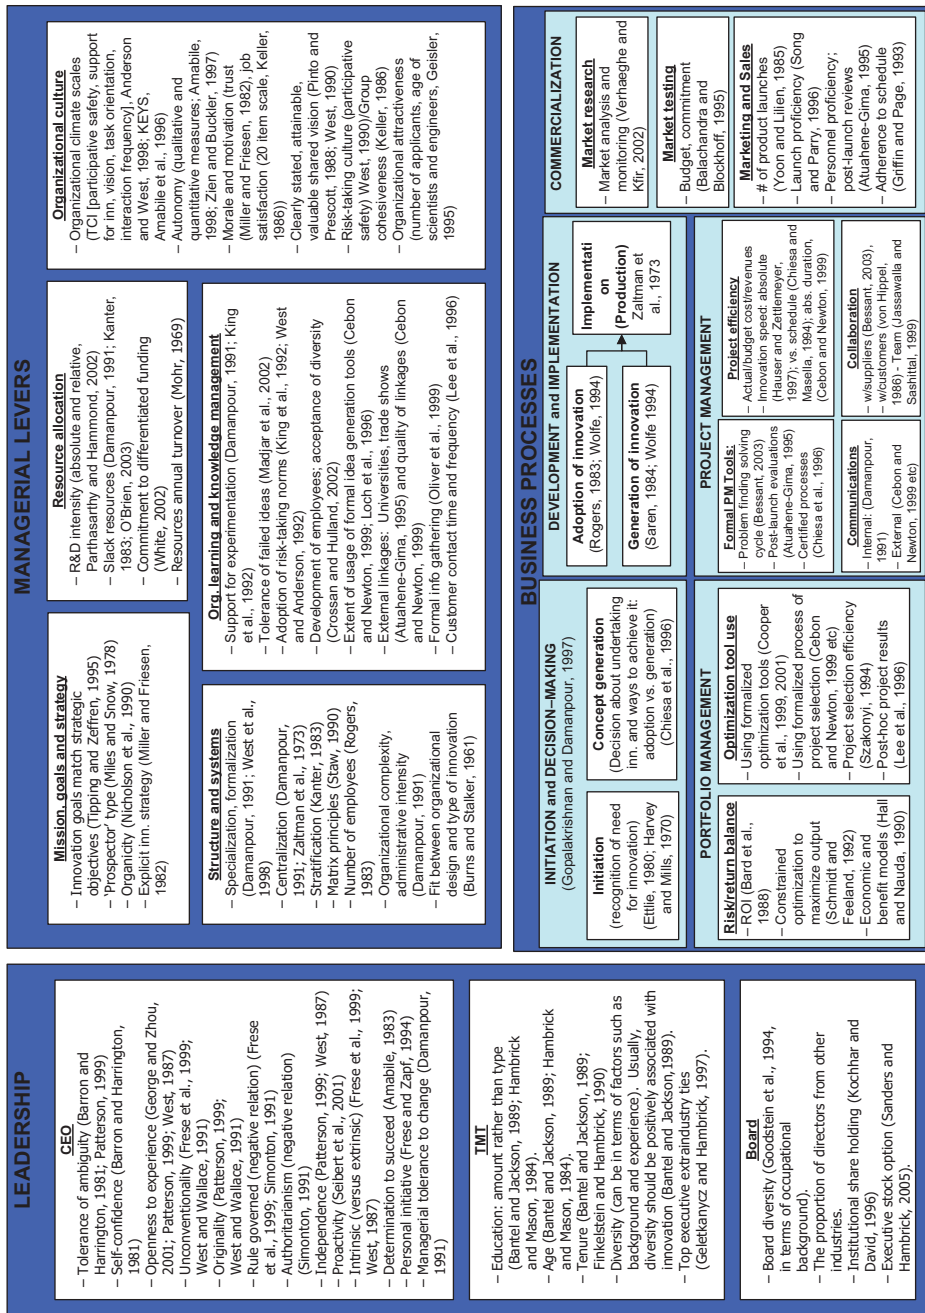 LEADERSHIP
CEO
– Tolerance of ambiguity (Barron and
Harrington, 1981; Patterson, 1999)
– Self-confidence (Barron and Harrington,
1981)
– Openness to experience (George and Zhou,
2001; Patterson, 1999; West, 1987)
– Unconventionality (Frese et al., 1999;
West and Wallace, 1991)
– Originality (Patterson, 1999;
West and Wallace, 1991)
– Rule governed (negative relation) (Frese
et al., 1999; Simonton, 1991)
– Authoritarianism (negative relation)
(Simonton, 1991)
– Independence (Patterson, 1999; West, 1987)
– Proactivity (Seibert et al., 2001)
– Intrinsic (versus extrinsic) (Frese et al., 1999;
West, 1987)
– Determination to succeed (Amabile, 1983)
– Personal initiative (Frese and Zapf, 1994)
– Managerial tolerance to change (Damanpour,
1991)
TMT
– Education: amount rather than type
(Bantel and Jackson, 1989; Hambrick
and Mason, 1984).
– Age (Bantel and Jackson, 1989; Hambrick
and Mason, 1984).
– Tenure (Bantel and Jackson, 1989;
Finkelstein and Hambrick, 1990)
– Diversity (can be in terms of factors such as
background and experience). Usually,
diversity should be positively associated with
innovation (Bantel and Jackson,1989).
– Top executive extraindustry ties
(Geletkanycz and Hambrick, 1997).
Board
– Board diversity (Goodstein et al., 1994,
in terms of occupational
background).
– The proportion of directors from other
industries.
– Institutional share holding (Kochhar and
David, 1996)
– Executive stock option (Sanders and
Hambrick, 2005).
MANAGERIAL LEVERS
Mission. goals and strategy
– Innovation goals match strategic
objectives (Tipping and Zeffren, 1995)
– 'Prospector' type (Miles and Snow, 1978)
– Organicity (Nicholson et al., 1990)
– Explicit inn. strategy (Miller and Friesen,
1982)
Resource allocation
– R&D intensity (absolute and relative,
Parthasarthy and Hammond, 2002)
– Slack resources (Damanpour, 1991; Kanter,
1983; O'Brien, 2003)
– Commitment to differentiated funding
(White, 2002)
– Resources annual turnover (Mohr, 1969)
Organizational culture
– Organizational climate scales
(TCI [participative safety, support
for inn, vision, task orientation,
interaction frequency], Anderson
and West, 1998; KEYS,
Amabile et al., 1996)
– Autonomy (qualitative and
quantitative measures; Amabile,
1998; Zien and Buckler, 1997)
– Morale and motivation (trust
(Miller and Friesen, 1982), job
satisfaction (20 item scale, Keller,
1986))
– Clearly stated, attainable,
valuable shared vision (Pinto and
Prescott, 1988; West, 1990)
– Risk-taking culture (participative
safety) West, 1990)/Group
cohesiveness (Keller, 1986)
– Organizational attractiveness
(number of applicants, age of
scientists and engineers, Geisler,
1995)
Structure and systems
– Specialization, formalization
(Damanpour, 1991; West et al.,
1998)
– Centralization (Damanpour,
1991; Zaltman et al., 1973)
– Stratification (Kanter, 1983)
– Matrix principles (Staw, 1990)
– Number of employees (Rogers,
1983)
– Organizational complexity,
administrative intensity
(Damanpour, 1991)
– Fit between organizational
design and type of innovation
(Burns and Stalker, 1961)
Org. learning and knowledge management
– Support for experimentation (Damanpour, 1991; King
et al., 1992)
– Tolerance of failed ideas (Madjar et al., 2002)
– Adoption of risk-taking norms (King et al., 1992; West
and Anderson, 1992)
– Development of employees; acceptance of diversity
(Crossan and Hulland, 2002)
– Extent of usage of formal idea generation tools (Cebon
and Newton, 1999; Loch et al., 1996)
– External linkages: Universities, trade shows
(Atuahene-Gima, 1995) and quality of linkages (Cebon
and Newton, 1999)
– Formal info gathering (Oliver et al., 1999)
– Customer contact time and frequency (Lee et al., 1996)
BUSINESS PROCESSES
INITIATION AND DECISION–MAKING
(Gopalakrishnan and Damanpour, 1997)
Initiation
(recognition of need
for innovation)
(Ettlie, 1980; Harvey
and Mills, 1970)
Concept generation
(Decision about undertaking
inn. and ways to achieve it:
adoption vs. generation)
(Chiesa et al., 1996)
DEVELOPMENT AND IMPLEMENTATION
Adoption of innovation
(Rogers, 1983; Wolfe, 1994)
Generation of innovation
(Saren, 1984; Wolfe 1994)
Implementati
on
(Production)
Zaltman et
al., 1973
COMMERCIALIZATION
Market research
– Market analysis and
monitoring (Verhaeghe and
Kfir, 2002)
Market testing
– Budget, commitment
(Balachandra and
Blockhoff, 1995)
Marketing and Sales
– # of product launches
(Yoon and Lilien, 1985)
– Launch proficiency (Song
and Parry, 1996)
– Personnel proficiency;
post-launch reviews
(Atuahene-Gima, 1995)
– Adherence to schedule
(Griffin and Page, 1993)
PORTFOLIO MANAGEMENT
Risk/return balance
– ROI (Bard et al.,
1988)
– Constrained
optimization to
maximize output
(Schmidt and
Feeland, 1992)
– Economic and
benefit models (Hall
and Nauda, 1990)
Optimization tool use
– Using formalized
optimization tools (Cooper
et al., 1999, 2001)
– Using formalized process of
project selection (Cebon
and Newton, 1999 etc)
– Project selection efficiency
(Szakonyi, 1994)
– Post-hoc project results
(Lee et al., 1996)
PROJECT MANAGEMENT
Formal PM Tools:
– Problem finding solving
cycle (Bessant, 2003)
– Post-launch evaluations
(Atuahene-Gima, 1995)
– Certified processes
(Chiesa et al., 1996)
Project efficiency
– Actual/budget cost/revenues
– Innovation speed: absolute
(Hauser and Zettlemeyer,
1997); vs. schedule (Chiesa and
Masella, 1994); abs. duration,
(Cebon and Newton, 1999)
Communications
– Internal: (Damanpour,
1991)
– External (Cebon and
Newton, 1999 etc)
Collaboration
– w/suppliers (Bessant, 2003),
– w/customers (von Hippel,
1986) - Team (Jassawalla and
Sashittal, 1999)